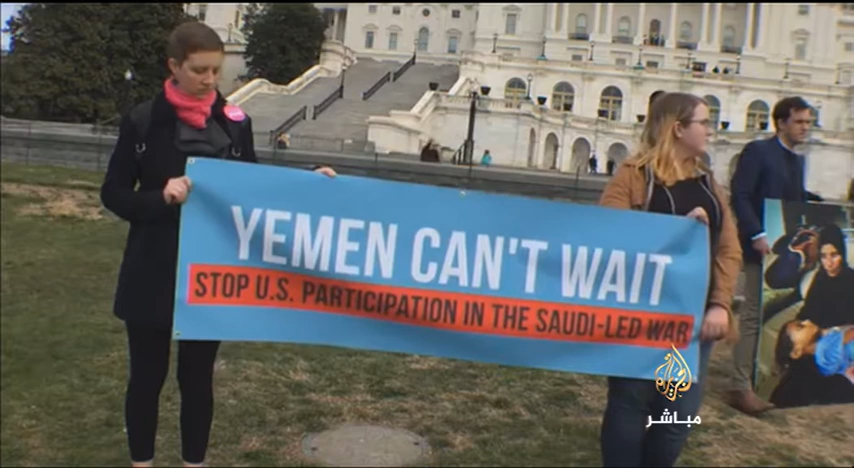 YEMEN CAN'T WAIT
STOP U.S. PARTICIPATION IN THE SAUDI-LED WAR
مباشر